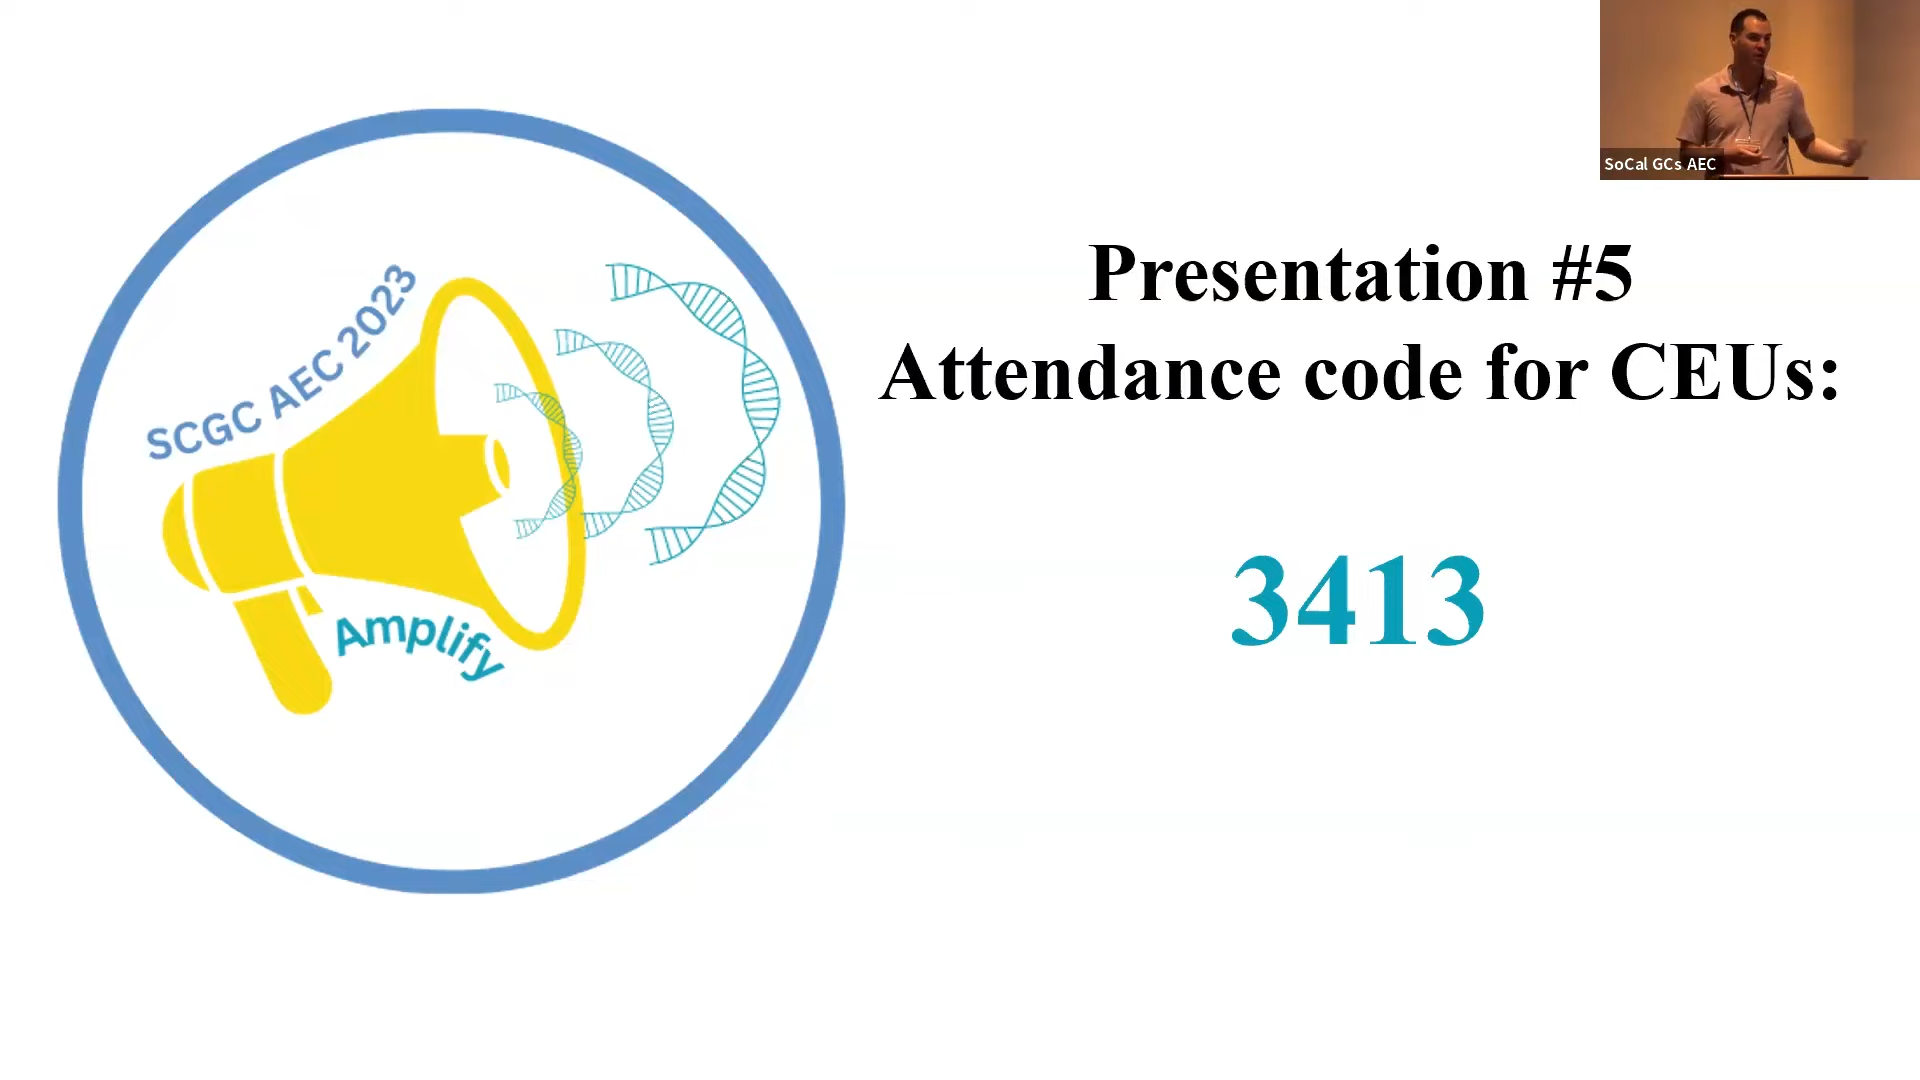 SoCal GCs AEC
SCGC AEC 2023
Amplify
Presentation #5
Attendance code for CEUs:
3413